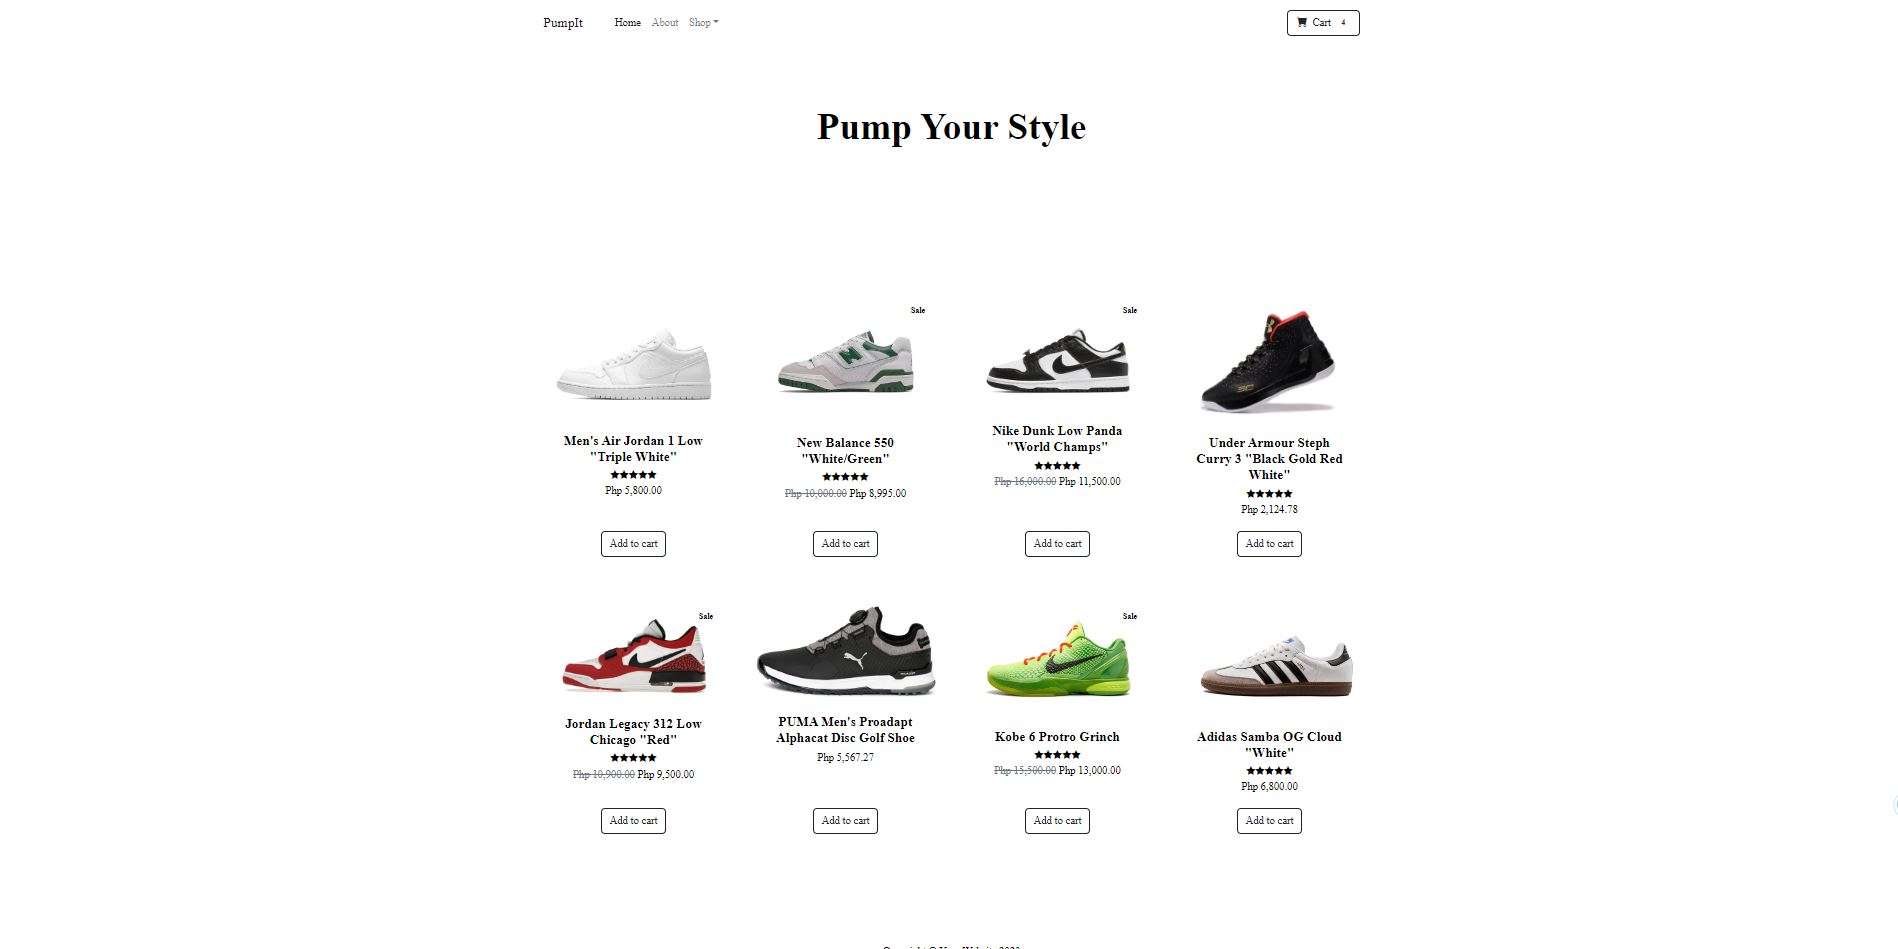 PumpIt Home About Shop Cart 4
Pump Your Style
Sale
Sale
Men's Air Jordan 1 Low
"Triple White"
Php 5,800.00
Add to cart
New Balance 550
"White/Green"
Php 10,000.00 Php 8,995.00
Add to cart
Nike Dunk Low Panda
"World Champs"
Php 16,000.00 Php 11,500.00
Add to cart
Under Armour Steph
Curry 3 "Black Gold Red
White"
Php 2,124.78
Add to cart
Sale
Sale
Jordan Legacy 312 Low
Chicago "Red"
Php 10,900.00 Php 9,500.00
Add to cart
PUMA Men's Proadapt
Alphacat Disc Golf Shoe
Php 5,567.27
Add to cart
Kobe 6 Protro Grinch
Php 15,500.00 Php 13,000.00
Add to cart
Adidas Samba OG Cloud
"White"
Php 6,800.00
Add to cart